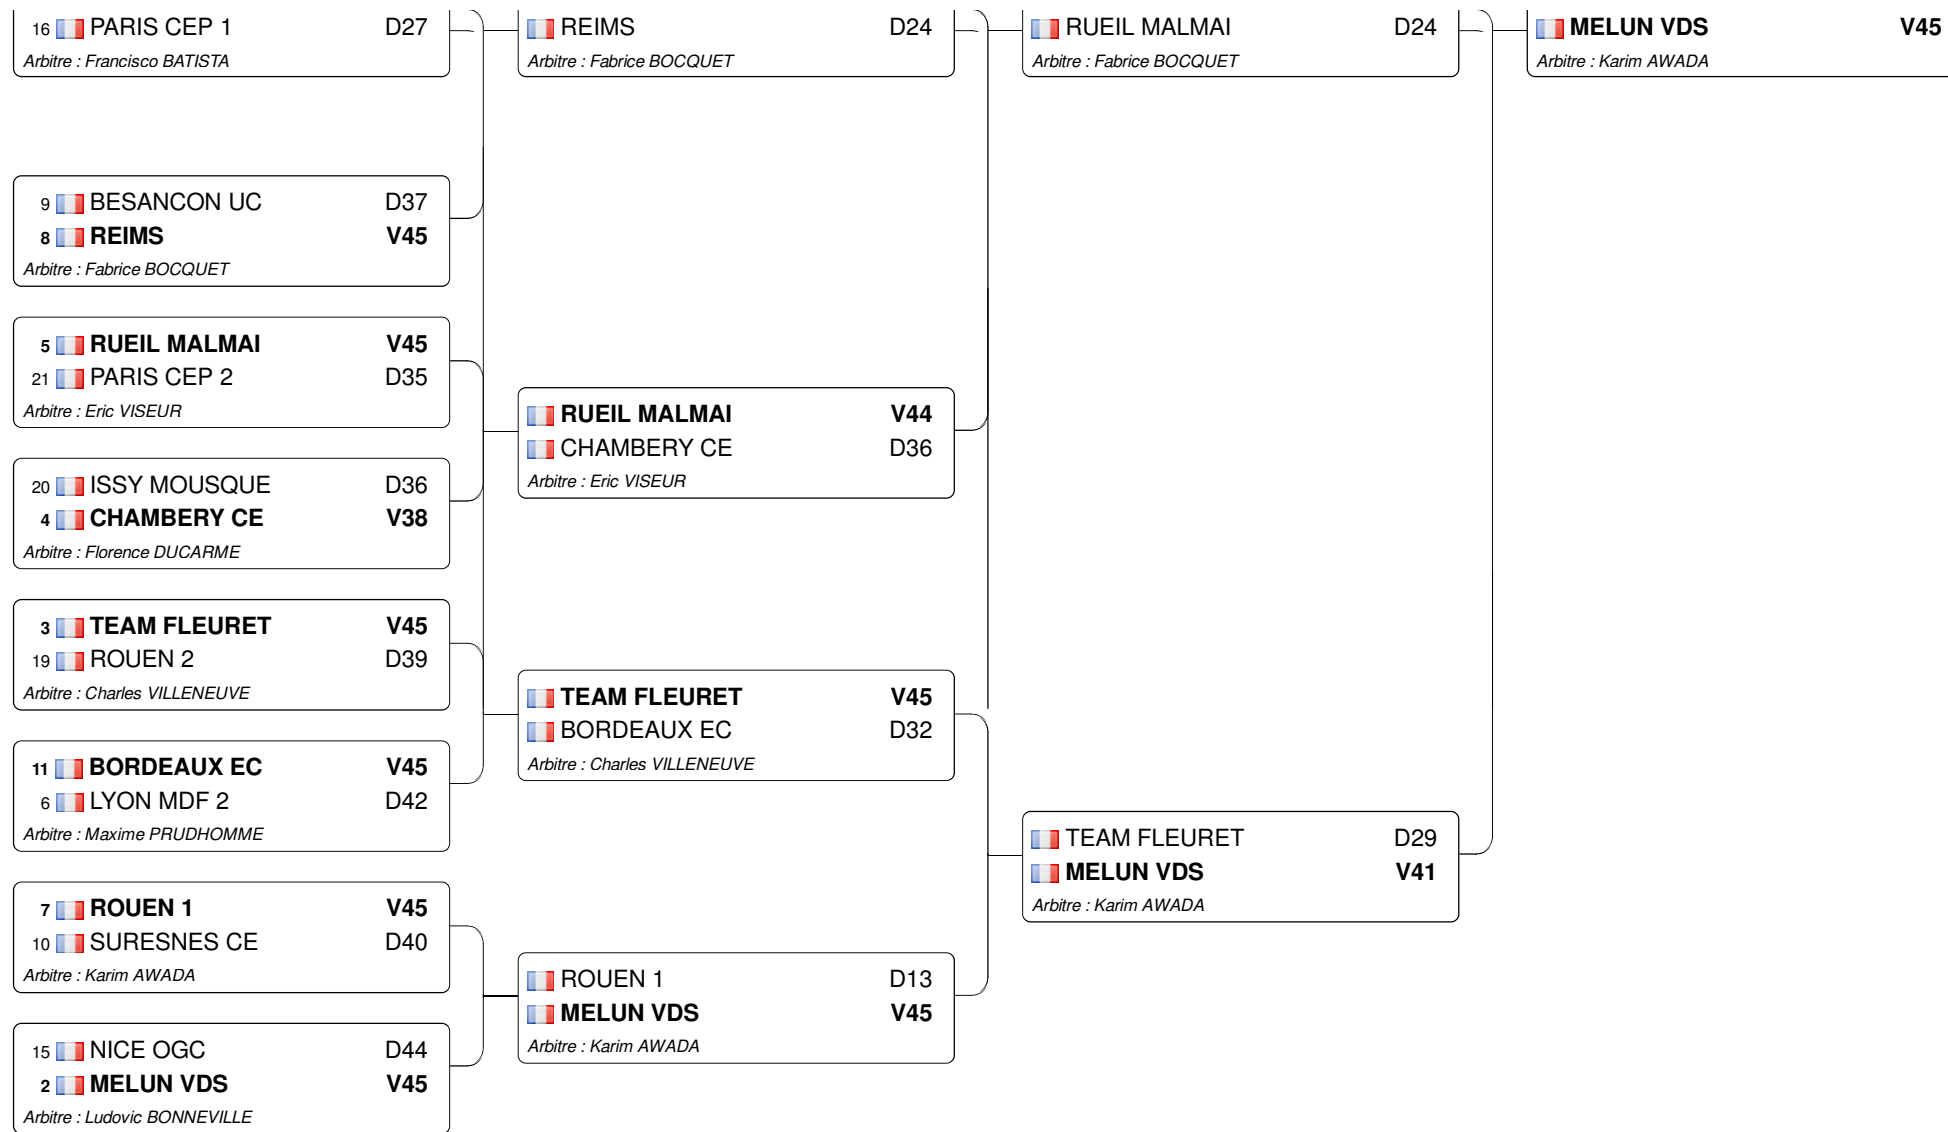 16 PARIS CEP 1 D27
Arbitre : Francisco BATISTA
9 BESANCON UC D37
8 REIMS V45
Arbitre : Fabrice BOCQUET
5 RUEIL MALMAI V45
21 PARIS CEP 2 D35
Arbitre : Eric VISEUR
20 ISSY MOUSQUE D36
4 CHAMBERY CE V38
Arbitre : Florence DUCARME
3 TEAM FLEURET V45
19 ROUEN 2 D39
Arbitre : Charles VILLENEUVE
11 BORDEAUX EC V45
6 LYON MDF 2 D42
Arbitre : Maxime PRUDHOMME
7 ROUEN 1 V45
10 SURESNES CE D40
Arbitre : Karim AWADA
15 NICE OGC D44
2 MELUN VDS V45
Arbitre : Ludovic BONNEVILLE
REIMS D24
Arbitre : Fabrice BOCQUET
RUEIL MALMAI V44
CHAMBERY CE D36
Arbitre : Eric VISEUR
TEAM FLEURET V45
BORDEAUX EC D32
Arbitre : Charles VILLENEUVE
ROUEN 1 D13
MELUN VDS V45
Arbitre : Karim AWADA
RUEIL MALMAI D24
Arbitre : Fabrice BOCQUET
TEAM FLEURET D29
MELUN VDS V41
Arbitre : Karim AWADA
MELUN VDS V45
Arbitre : Karim AWADA